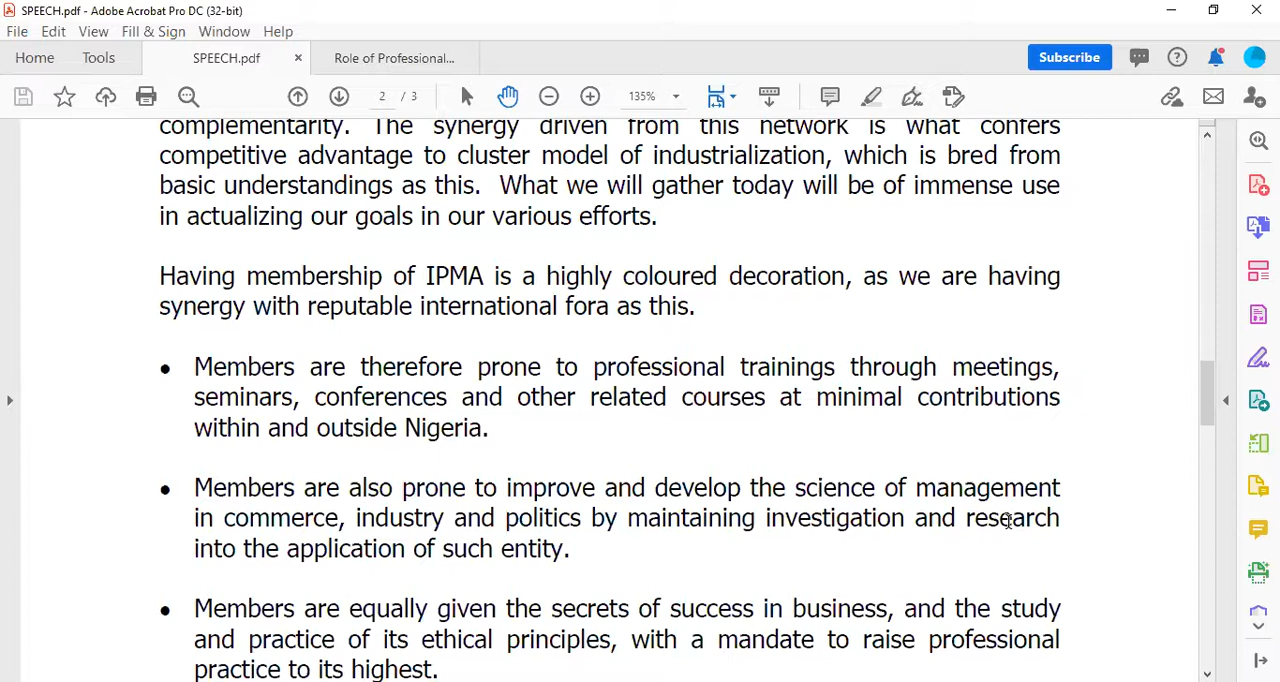 SPEECH.pdf - Adobe Acrobat Pro DC (32-bit)
File Edit View Fill & Sign Window Help
Home Tools SPEECH.pdf × Role of Professional... Subscribe
2 / 3 135%
complementarity. The synergy driven from this network is what confers
competitive advantage to cluster model of industrialization, which is bred from
basic understandings as this. What we will gather today will be of immense use
in actualizing our goals in our various efforts.
Having membership of IPMA is a highly coloured decoration, as we are having
synergy with reputable international fora as this.
• Members are therefore prone to professional trainings through meetings,
seminars, conferences and other related courses at minimal contributions
within and outside Nigeria.
• Members are also prone to improve and develop the science of management
in commerce, industry and politics by maintaining investigation and research
into the application of such entity.
• Members are equally given the secrets of success in business, and the study
and practice of its ethical principles, with a mandate to raise professional
practice to its highest.